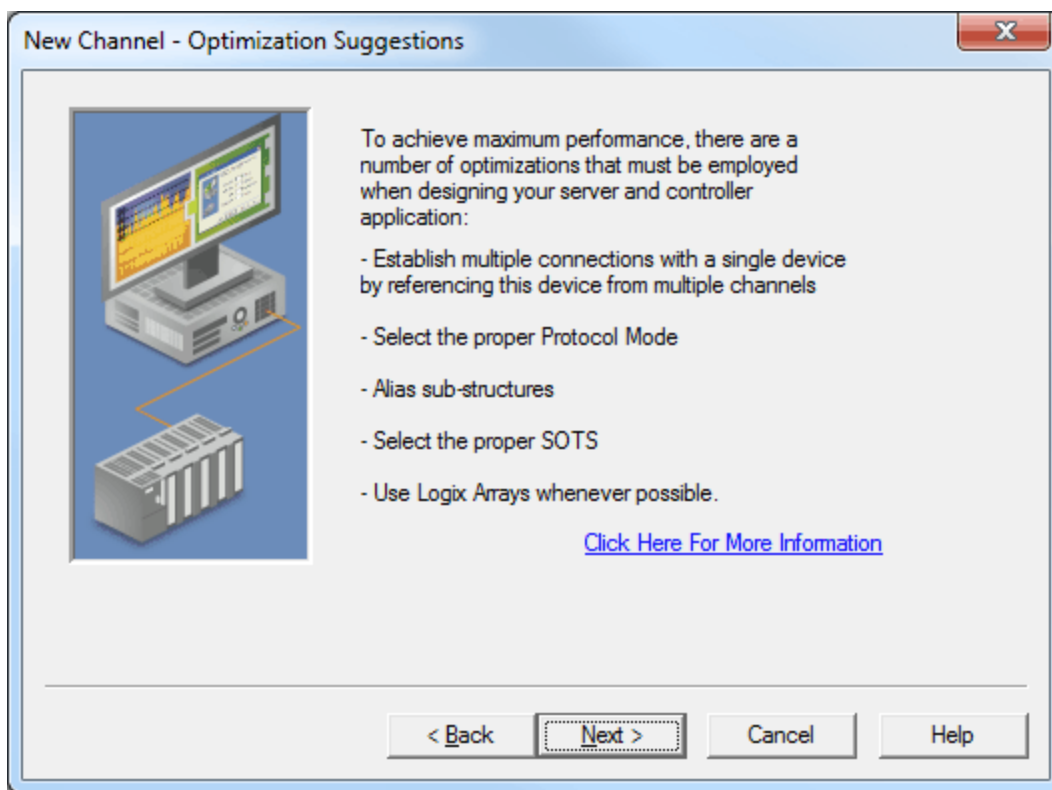 New Channel - Optimization Suggestions
To achieve maximum performance, there are a
number of optimizations that must be employed
when designing your server and controller
application:
- Establish multiple connections with a single device
by referencing this device from multiple channels
- Select the proper Protocol Mode
- Alias sub-structures
- Select the proper SOTS
- Use Logix Arrays whenever possible.
Click Here For More Information
< Back Next > Cancel Help